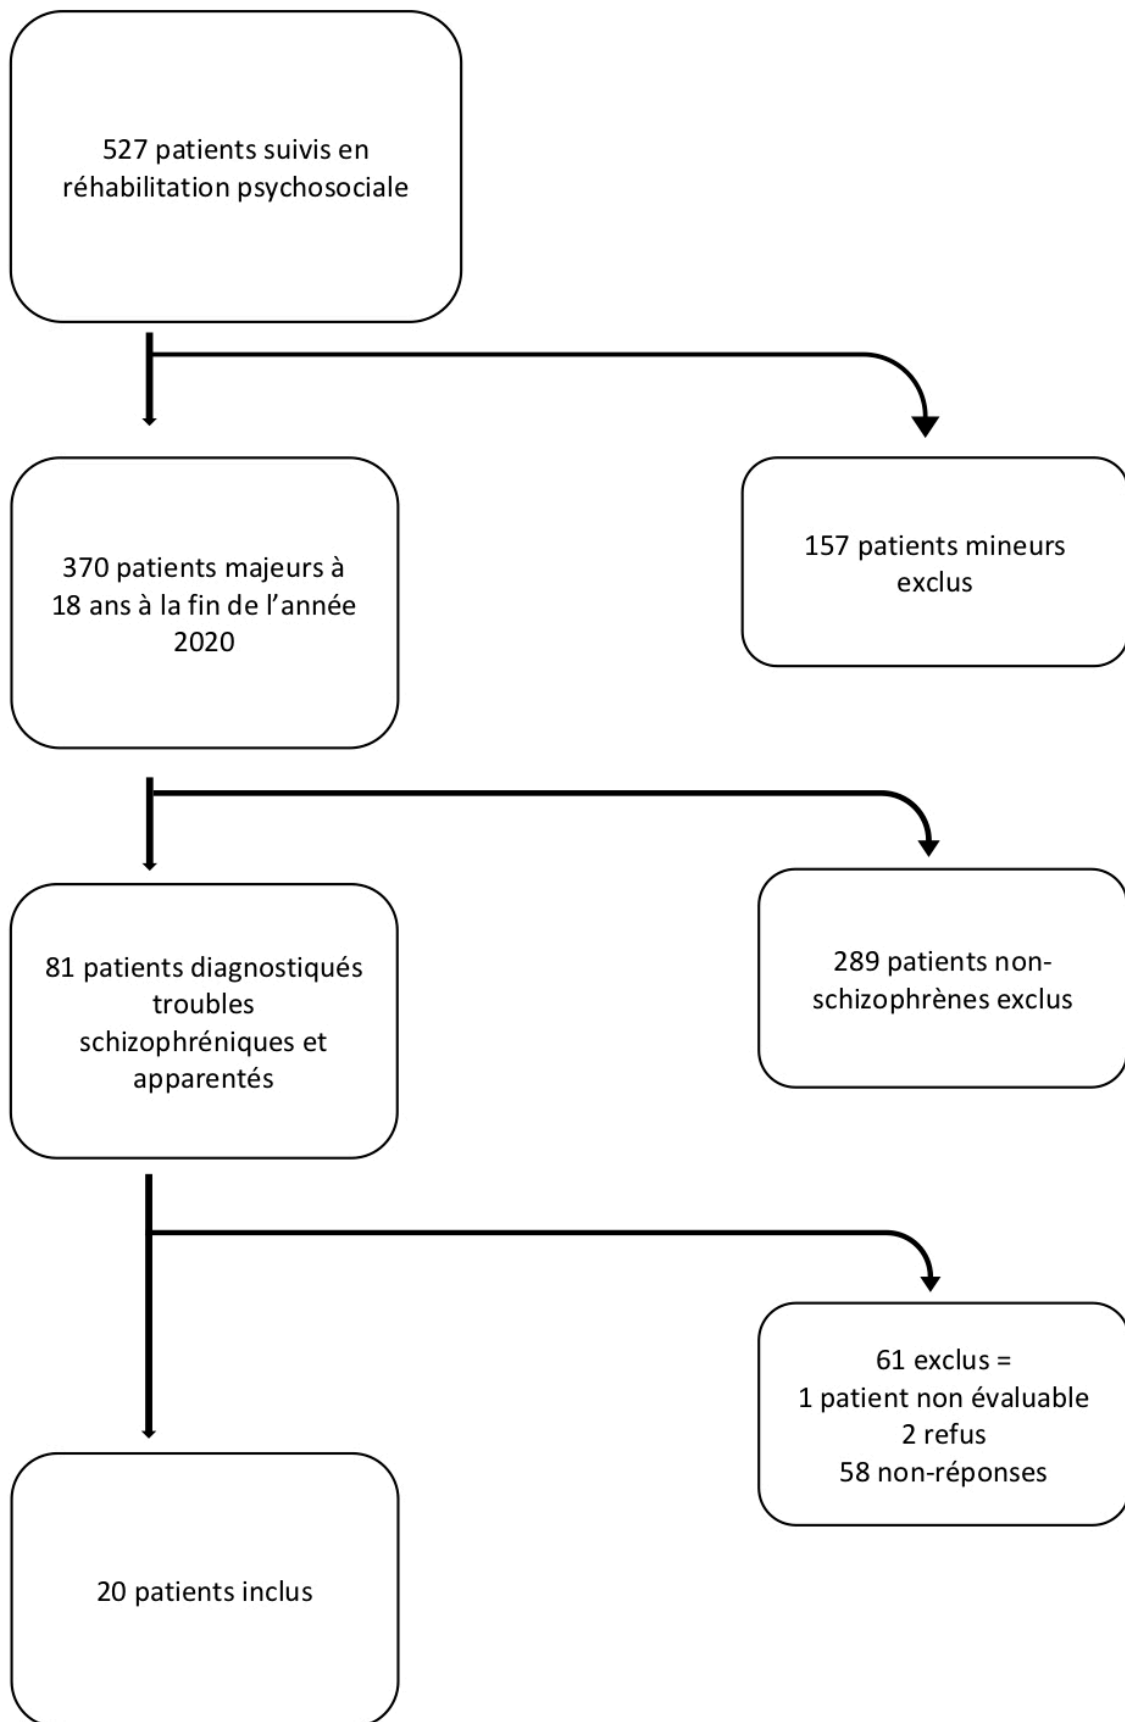 527 patients suivis en
réhabilitation psychosociale
370 patients majeurs à
18 ans à la fin de l’année
2020
157 patients mineurs
exclus
81 patients diagnostiqués
troubles
schizophréniques et
apparentés
289 patients non-
schizophrènes exclus
61 exclus =
1 patient non évaluable
2 refus
58 non-réponses
20 patients inclus